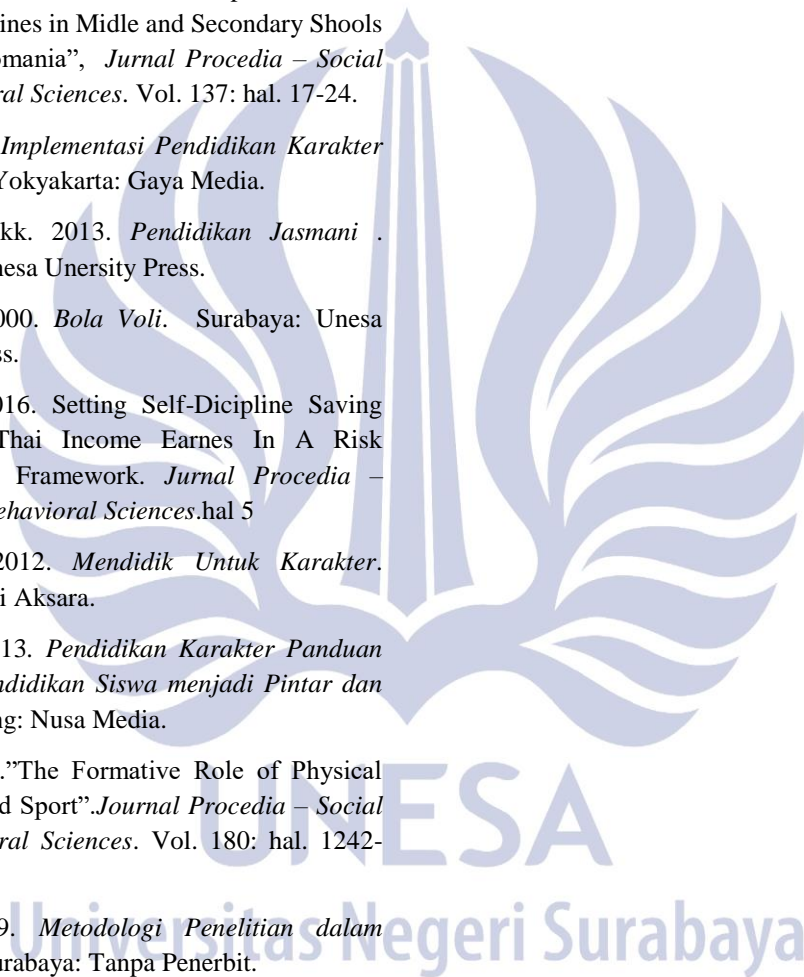 ines in Midle and Secondary Shools
omania”, Jurnal Procedia – Social
ral Sciences. Vol. 137: hal. 17-24.
Implementasi Pendidikan Karakter
Yokyakarta: Gaya Media.
kk. 2013. Pendidikan Jasmani .
nesa Unersity Press.
000. Bola Voli. Surabaya: Unesa
ss.
016. Setting Self-Dicipline Saving
Thai Income Earnes In A Risk
Framework. Jurnal Procedia –
ehavioral Sciences.hal 5
2012. Mendidik Untuk Karakter.
i Aksara.
13. Pendidikan Karakter Panduan
ndidikan Siswa menjadi Pintar dan
ng: Nusa Media.
.”The Formative Role of Physical
d Sport”.Journal Procedia – Social
ral Sciences. Vol. 180: hal. 1242-
9. Metodologi Penelitian dalam
urabaya: Tanpa Penerbit.
UNESA
Universitas Negeri Surabaya